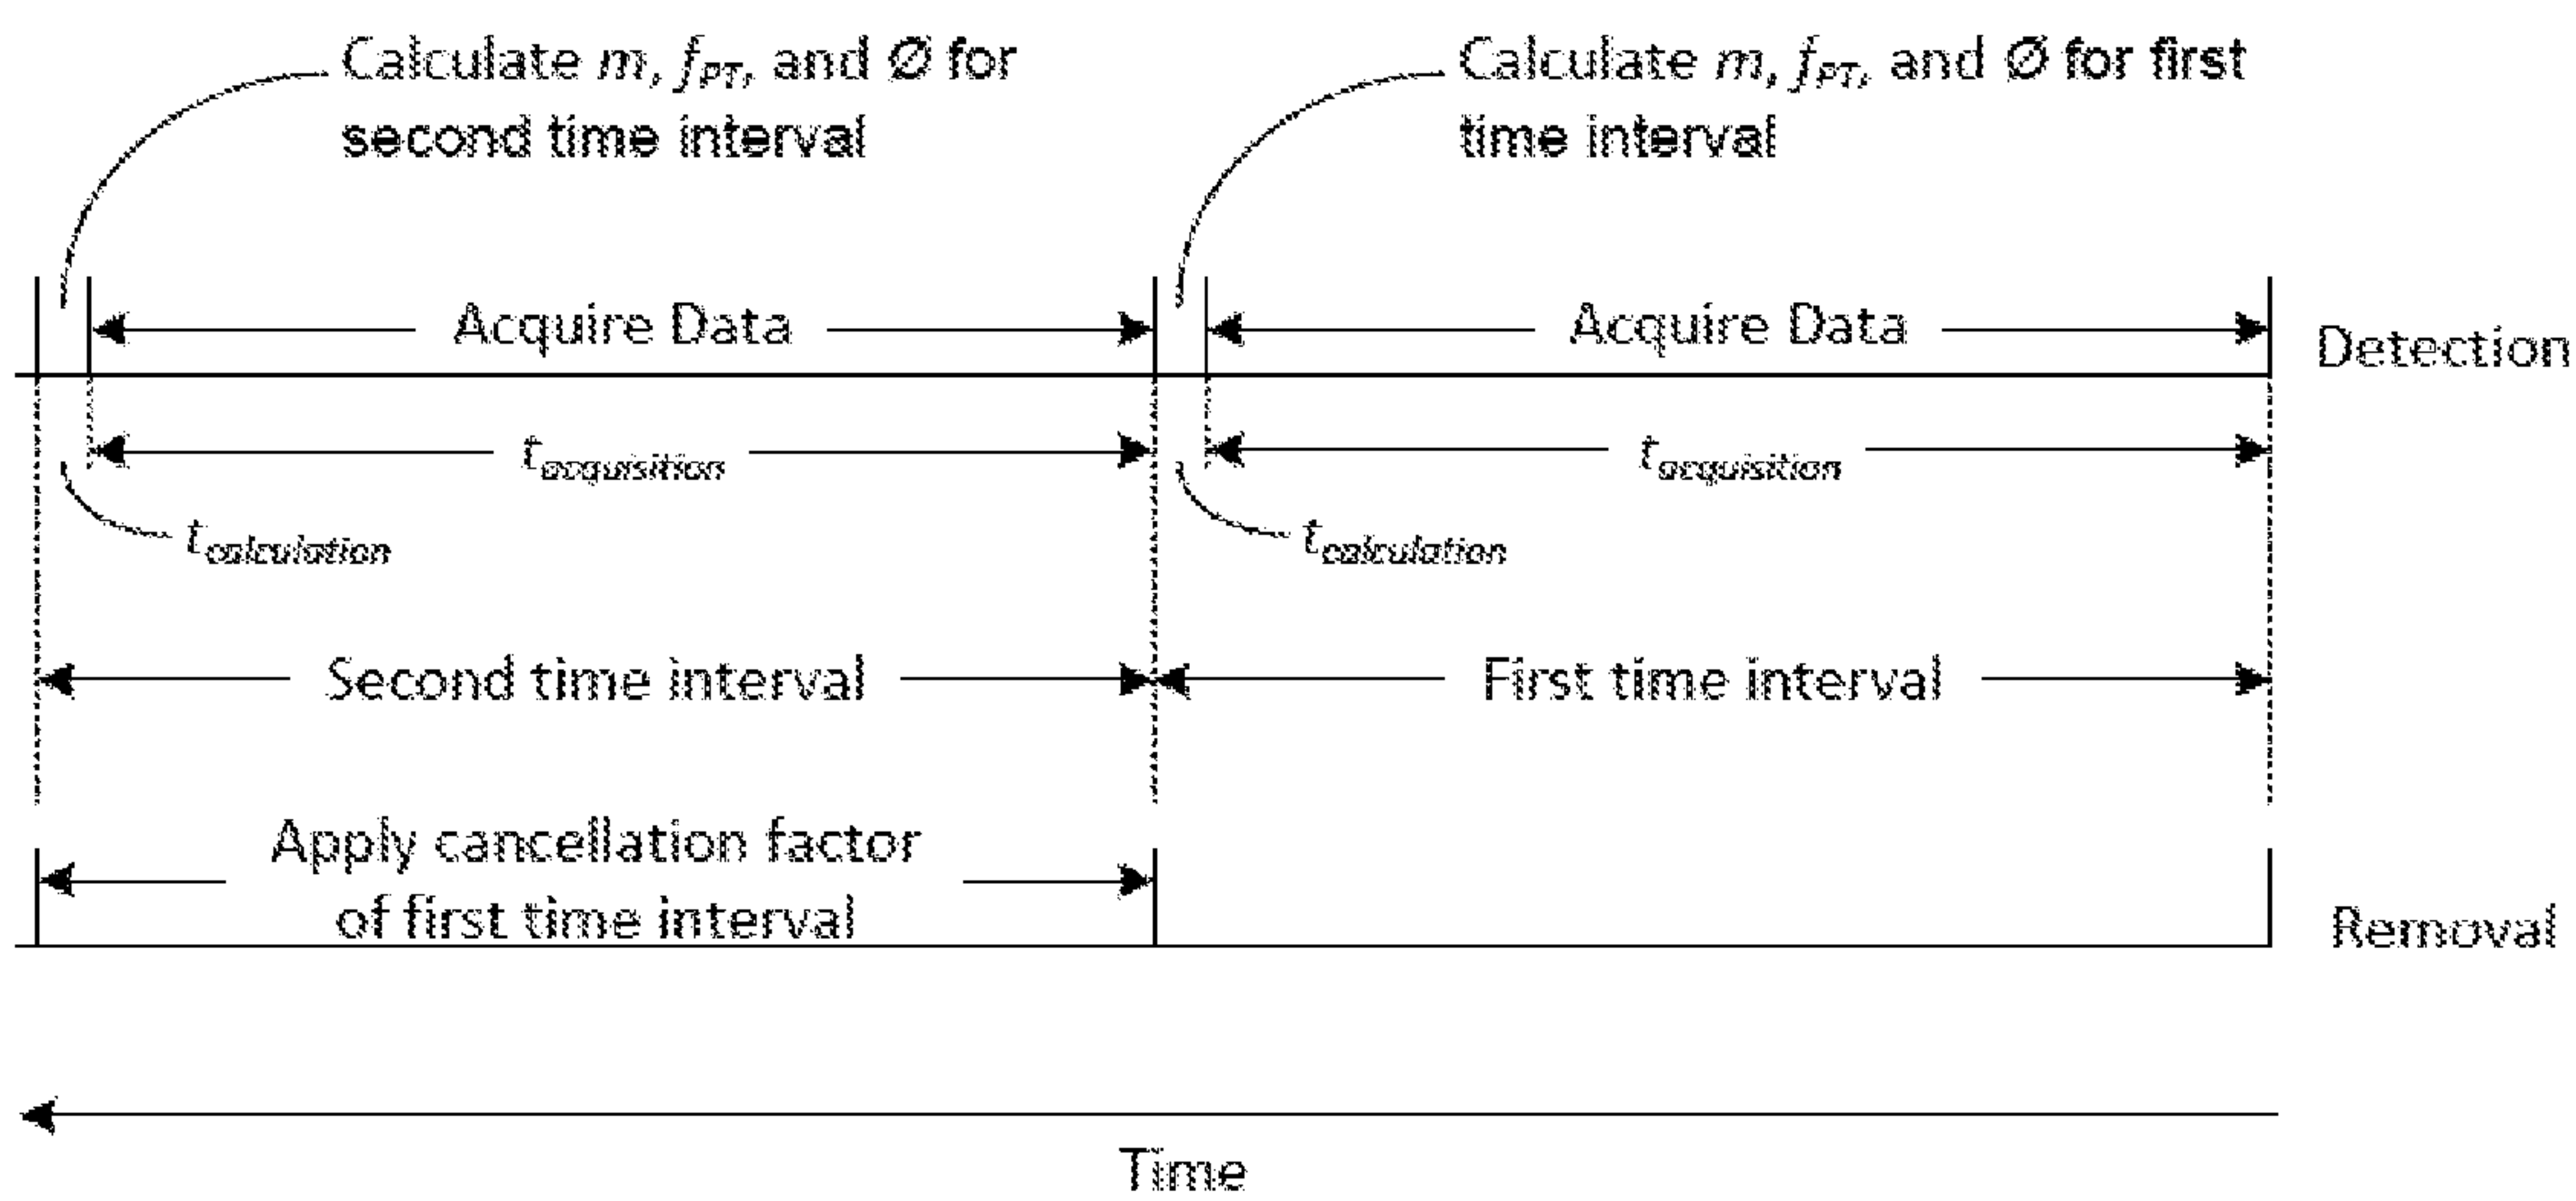 Calculate m, fPT, and Ø for
second time interval
Calculate m, fPT, and Ø for first
time interval
Acquire Data
Acquire Data
Detection
tacquisition
tacquisition
tcalculation
tcalculation
Second time interval
First time interval
Apply cancellation factor
of first time interval
Removal
Time